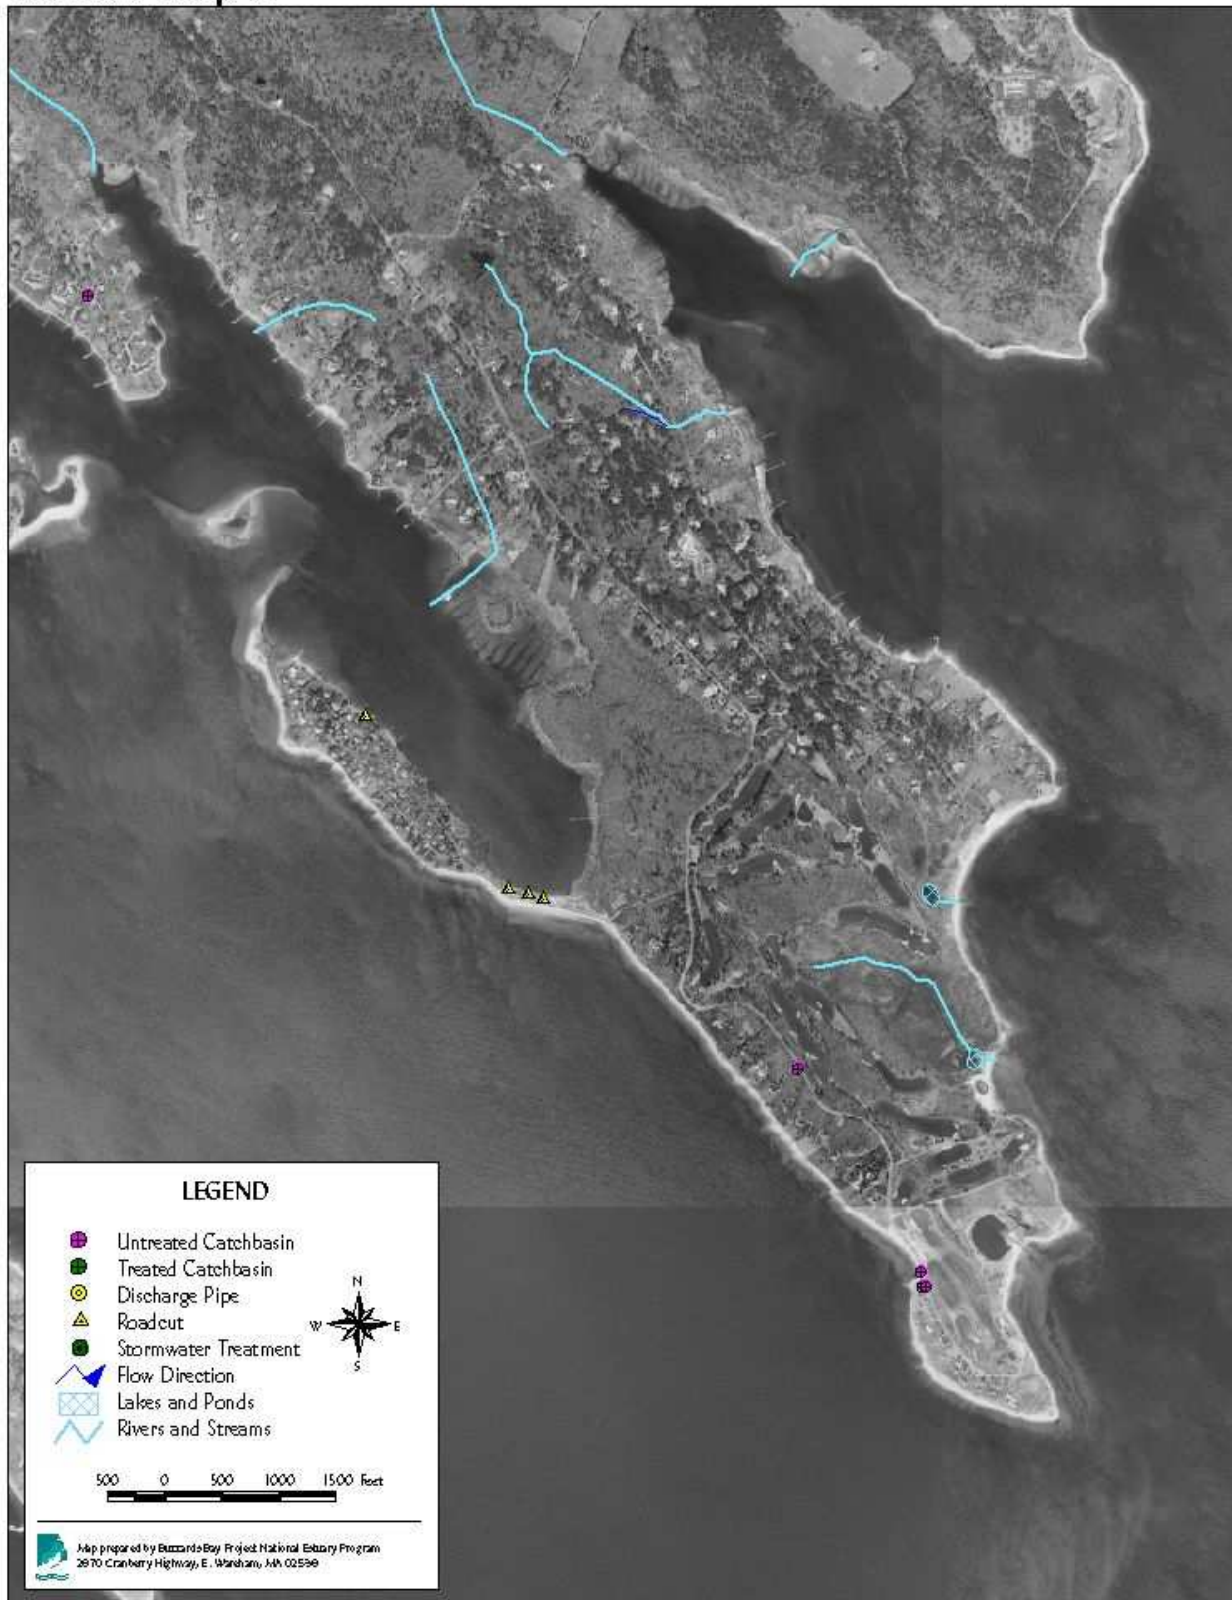 LEGEND
Untreated Catchbasin
Treated Catchbasin
Discharge Pipe
Roadcut
Stormwater Treatment
Flow Direction
Lakes and Ponds
Rivers and Streams
N
W E
S
500 0 500 1000 1500 Feet
Map prepared by Buzzards Bay Project National Estuary Program
2870 Cranberry Highway, E. Wareham, MA 02538